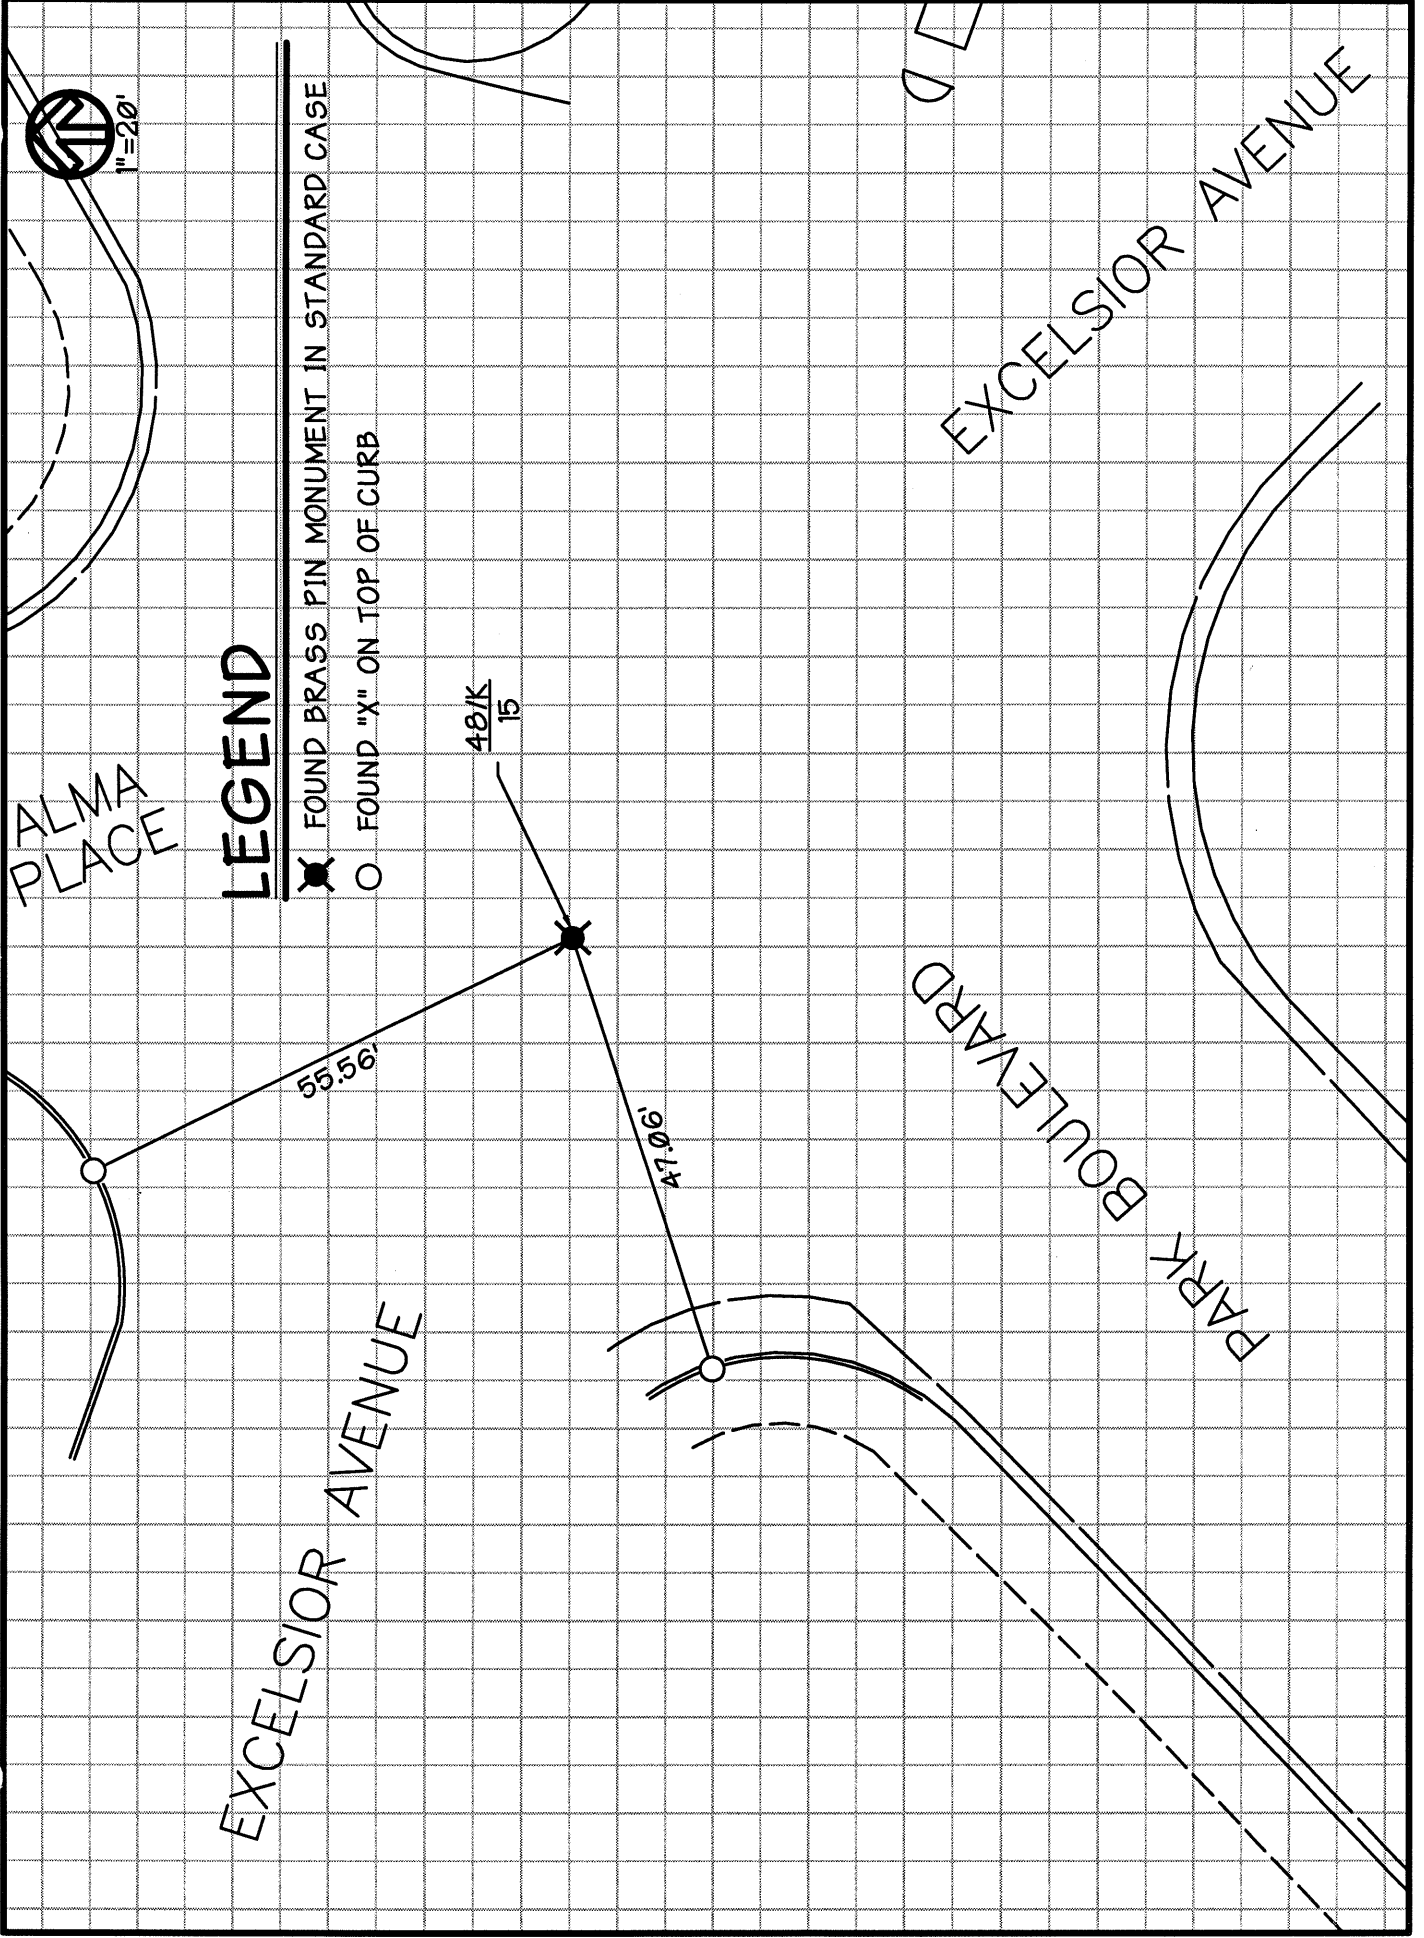 1"=20'
LEGEND
FOUND BRASS PIN MONUMENT IN STANDARD CASE
FOUND "X" ON TOP OF CURB
ALMA
PLACE
481K
15
55.56'
47.06'
EXCELSIOR AVENUE
EXCELSIOR AVENUE
PARK BOULEVARD